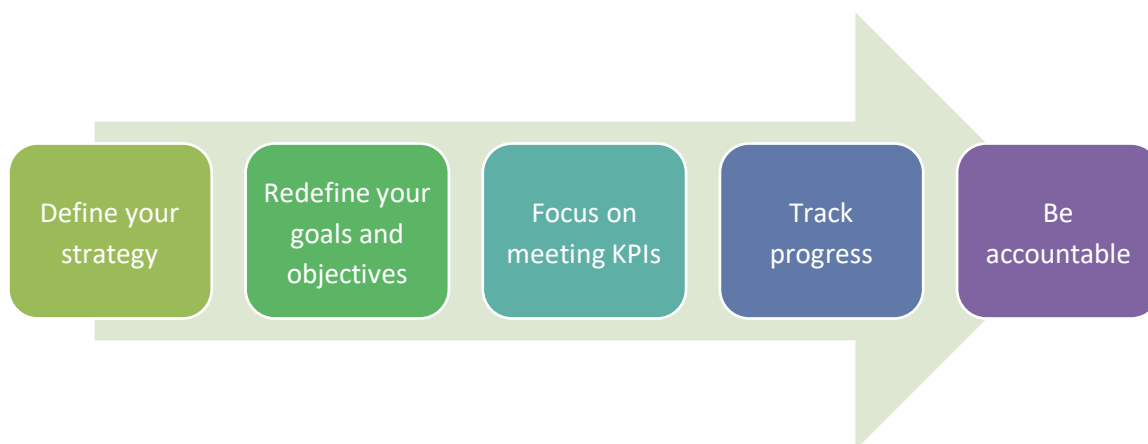 Define your
strategy
Redefine your
goals and
objectives
Focus on
meeting KPIs
Track
progress
Be
accountable